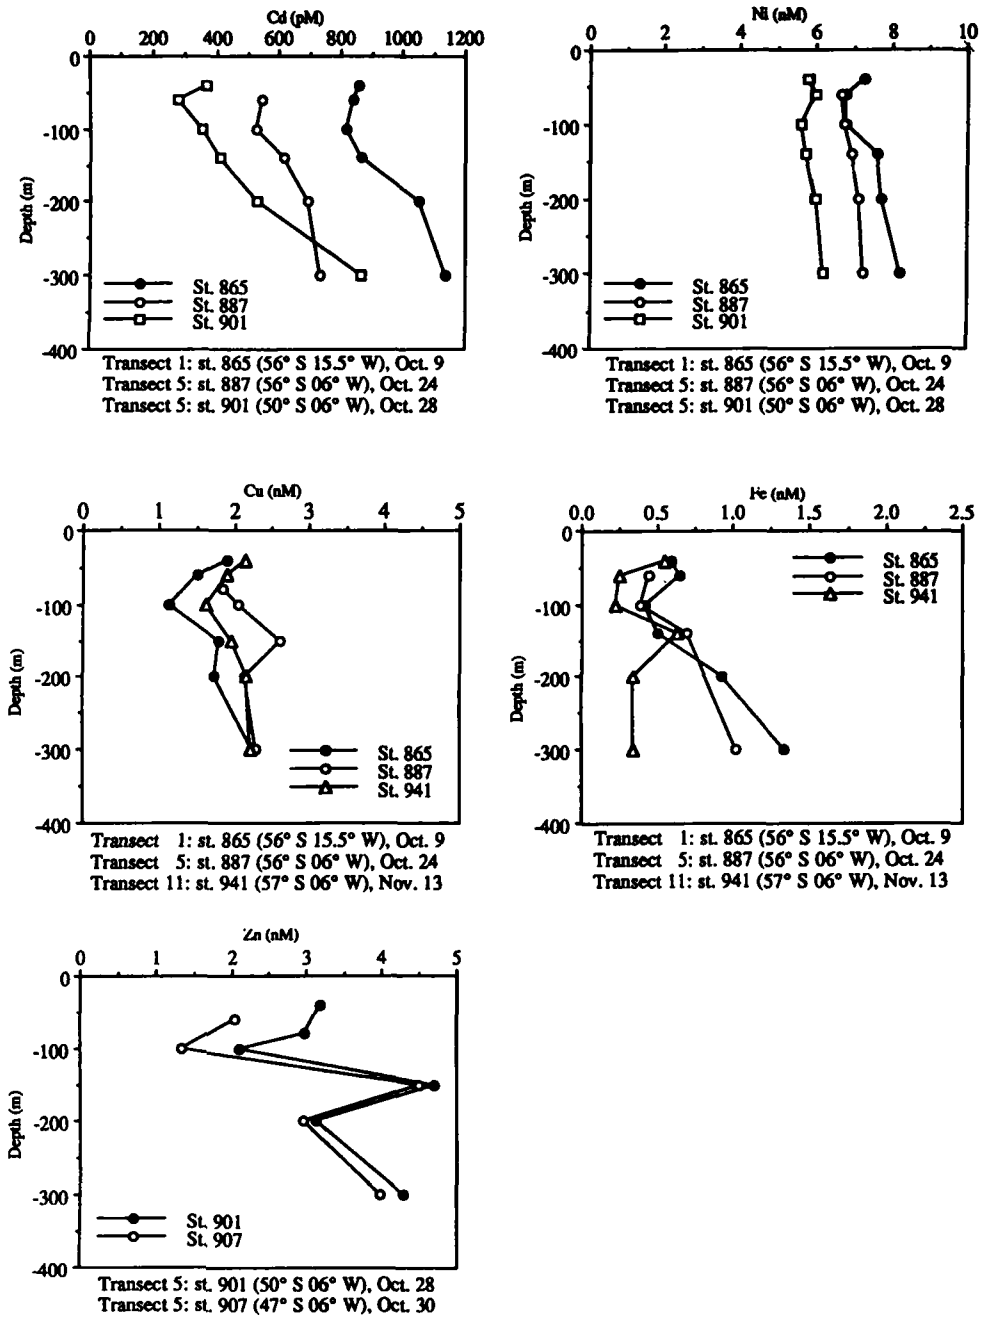 Cd (pM)
0 200 400 600 800 1000 1200
0
-100
-200
-300
-400
Depth (m)
St. 865
St. 887
St. 901
Transect 1: st. 865 (56° S 15.5° W), Oct. 9
Transect 5: st. 887 (56° S 06° W), Oct. 24
Transect 5: st. 901 (50° S 06° W), Oct. 28
Ni (nM)
0 2 4 6 8 10
0
-100
-200
-300
-400
Depth (m)
St. 865
St. 887
St. 901
Transect 1: st. 865 (56° S 15.5° W), Oct. 9
Transect 5: st. 887 (56° S 06° W), Oct. 24
Transect 5: st. 901 (50° S 06° W), Oct. 28
Cu (nM)
0 1 2 3 4 5
0
-100
-200
-300
-400
Depth (m)
St. 865
St. 887
St. 941
Transect 1: st. 865 (56° S 15.5° W), Oct. 9
Transect 5: st. 887 (56° S 06° W), Oct. 24
Transect 11: st. 941 (57° S 06° W), Nov. 13
Fe (nM)
0.0 0.5 1.0 1.5 2.0 2.5
0
-100
-200
-300
-400
Depth (m)
St. 865
St. 887
St. 941
Transect 1: st. 865 (56° S 15.5° W), Oct. 9
Transect 5: st. 887 (56° S 06° W), Oct. 24
Transect 11: st. 941 (57° S 06° W), Nov. 13
Zn (nM)
0 1 2 3 4 5
0
-100
-200
-300
-400
Depth (m)
St. 901
St. 907
Transect 5: st. 901 (50° S 06° W), Oct. 28
Transect 5: st. 907 (47° S 06° W), Oct. 30